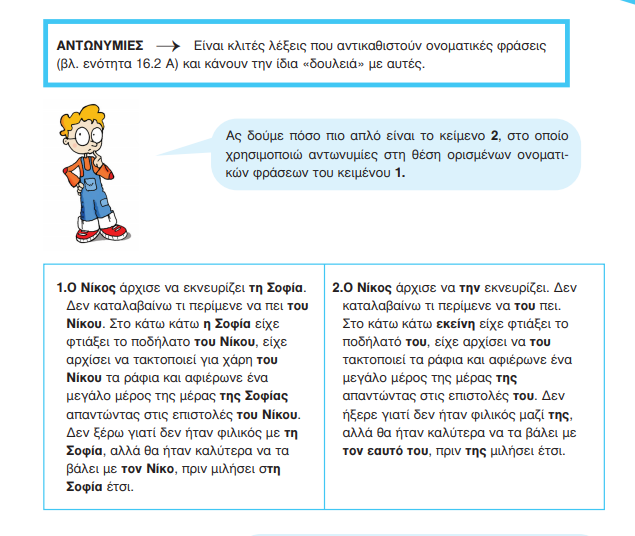 ΑΝΤΩΝΥΜΙΕΣ → Είναι κλιτές λέξεις που αντικαθιστούν ονοματικές φράσεις
(βλ. ενότητα 16.2 Α) και κάνουν την ίδια «δουλειά» με αυτές.
Ας δούμε πόσο πιο απλό είναι το κείμενο 2, στο οποίο
χρησιμοποιώ αντωνυμίες στη θέση ορισμένων ονοματι-
κών φράσεων του κειμένου 1.
1.Ο Νίκος άρχισε να εκνευρίζει τη Σοφία.
Δεν καταλαβαίνω τι περίμενε να πει του
Νίκου. Στο κάτω κάτω η Σοφία είχε
φτιάξει το ποδήλατο του Νίκου, είχε
αρχίσει να τακτοποιεί για χάρη του
Νίκου τα ράφια και αφιέρωνε ένα
μεγάλο μέρος της μέρας της Σοφίας
απαντώντας στις επιστολές του Νίκου.
Δεν ξέρω γιατί δεν ήταν φιλικός με τη
Σοφία, αλλά θα ήταν καλύτερα να τα
βάλει με τον Νίκο, πριν μιλήσει στη
Σοφία έτσι.
2.Ο Νίκος άρχισε να την εκνευρίζει. Δεν
καταλαβαίνω τι περίμενε να του πει.
Στο κάτω κάτω εκείνη είχε φτιάξει το
ποδήλατό του, είχε αρχίσει να του
τακτοποιεί τα ράφια και αφιέρωνε ένα
μεγάλο μέρος της μέρας της
απαντώντας στις επιστολές του. Δεν
ήξερε γιατί δεν ήταν φιλικός μαζί της,
αλλά θα ήταν καλύτερα να τα βάλει με
τον εαυτό του, πριν της μιλήσει έτσι.